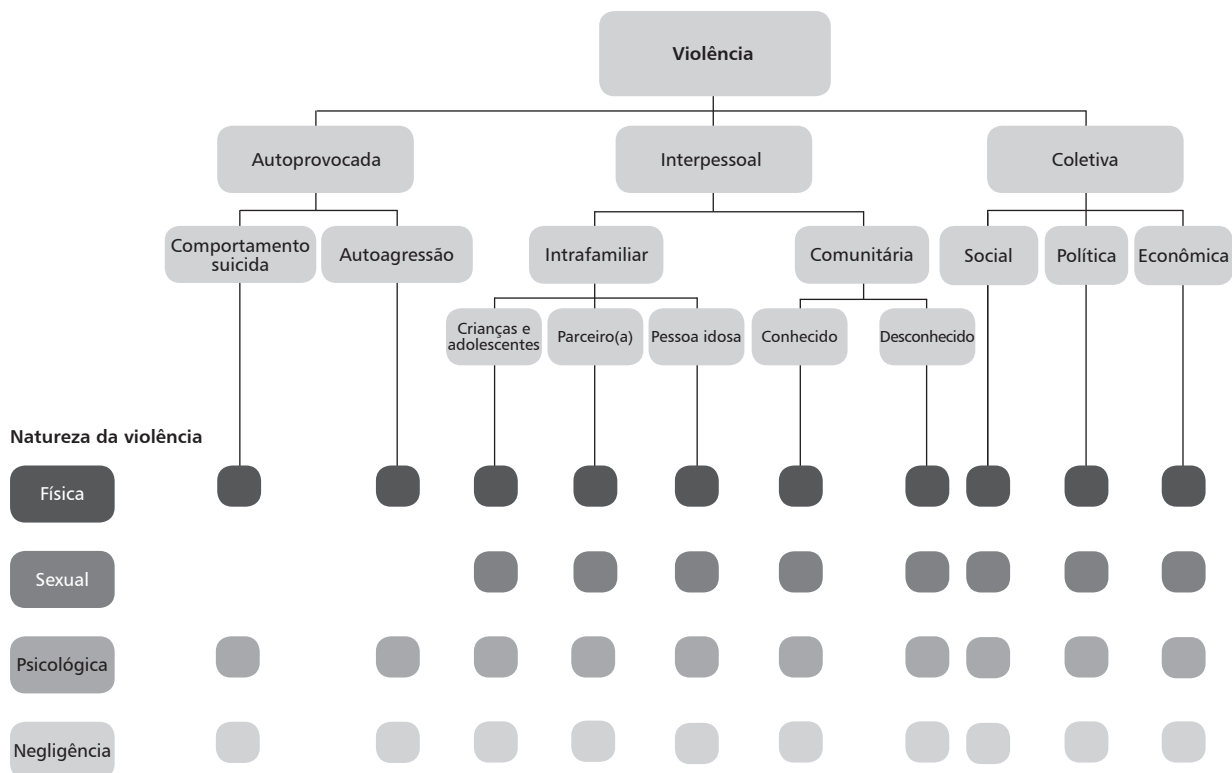 Violência
Autoprovocada
Interpessoal
Coletiva
Comportamento
suicida
Autoagressão
Intrafamiliar
Comunitária
Social
Política
Econômica
Crianças e
adolescentes
Parceiro(a)
Pessoa idosa
Conhecido
Desconhecido
Natureza da violência
Física
Sexual
Psicológica
Negligência